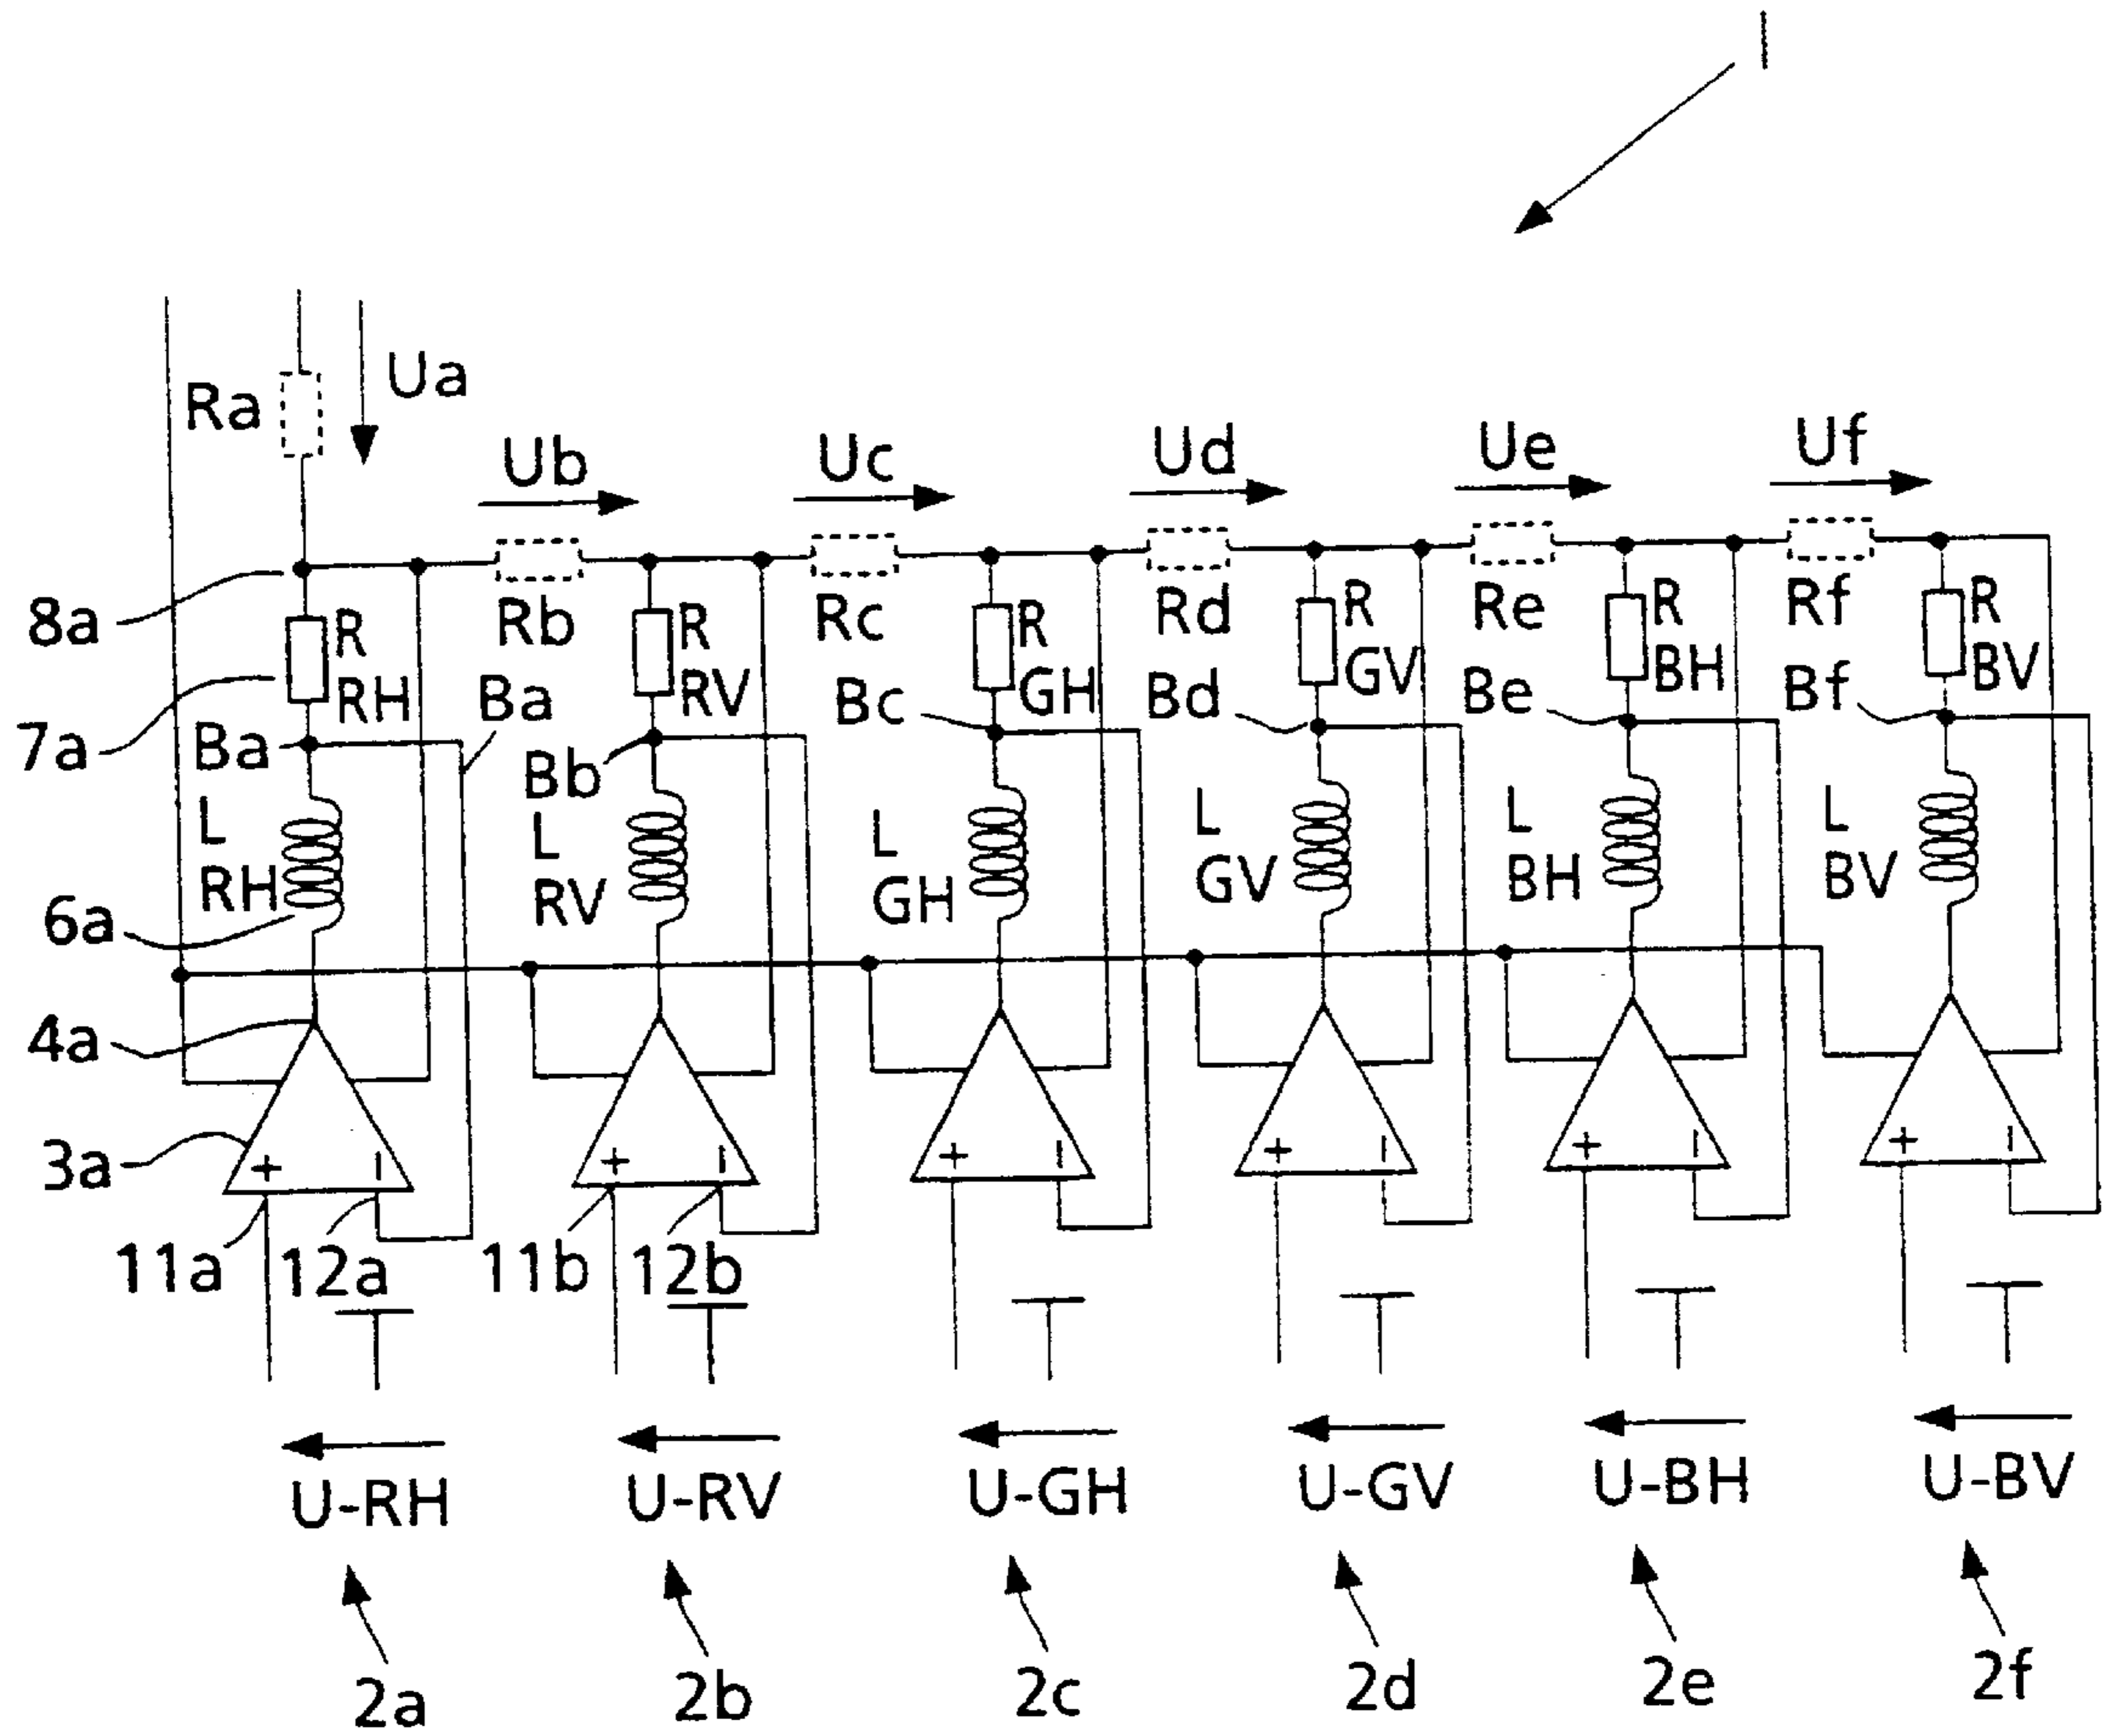 1
Ua
Ra
Ub
Uc
Ud
Ue
Uf
8a
R
RH
Rb
R
RV
Rc
R
GH
Rd
R
GV
Re
R
BH
Rf
R
BV
7a
Ba
Ba
Bb
Bc
Bd
Be
Bf
L
RH
L
RV
L
GH
L
GV
L
BH
L
BV
6a
4a
3a
+ −
+ −
+ −
+ −
+ −
+ −
11a
12a
11b
12b
U-RH
U-RV
U-GH
U-GV
U-BH
U-BV
2a
2b
2c
2d
2e
2f